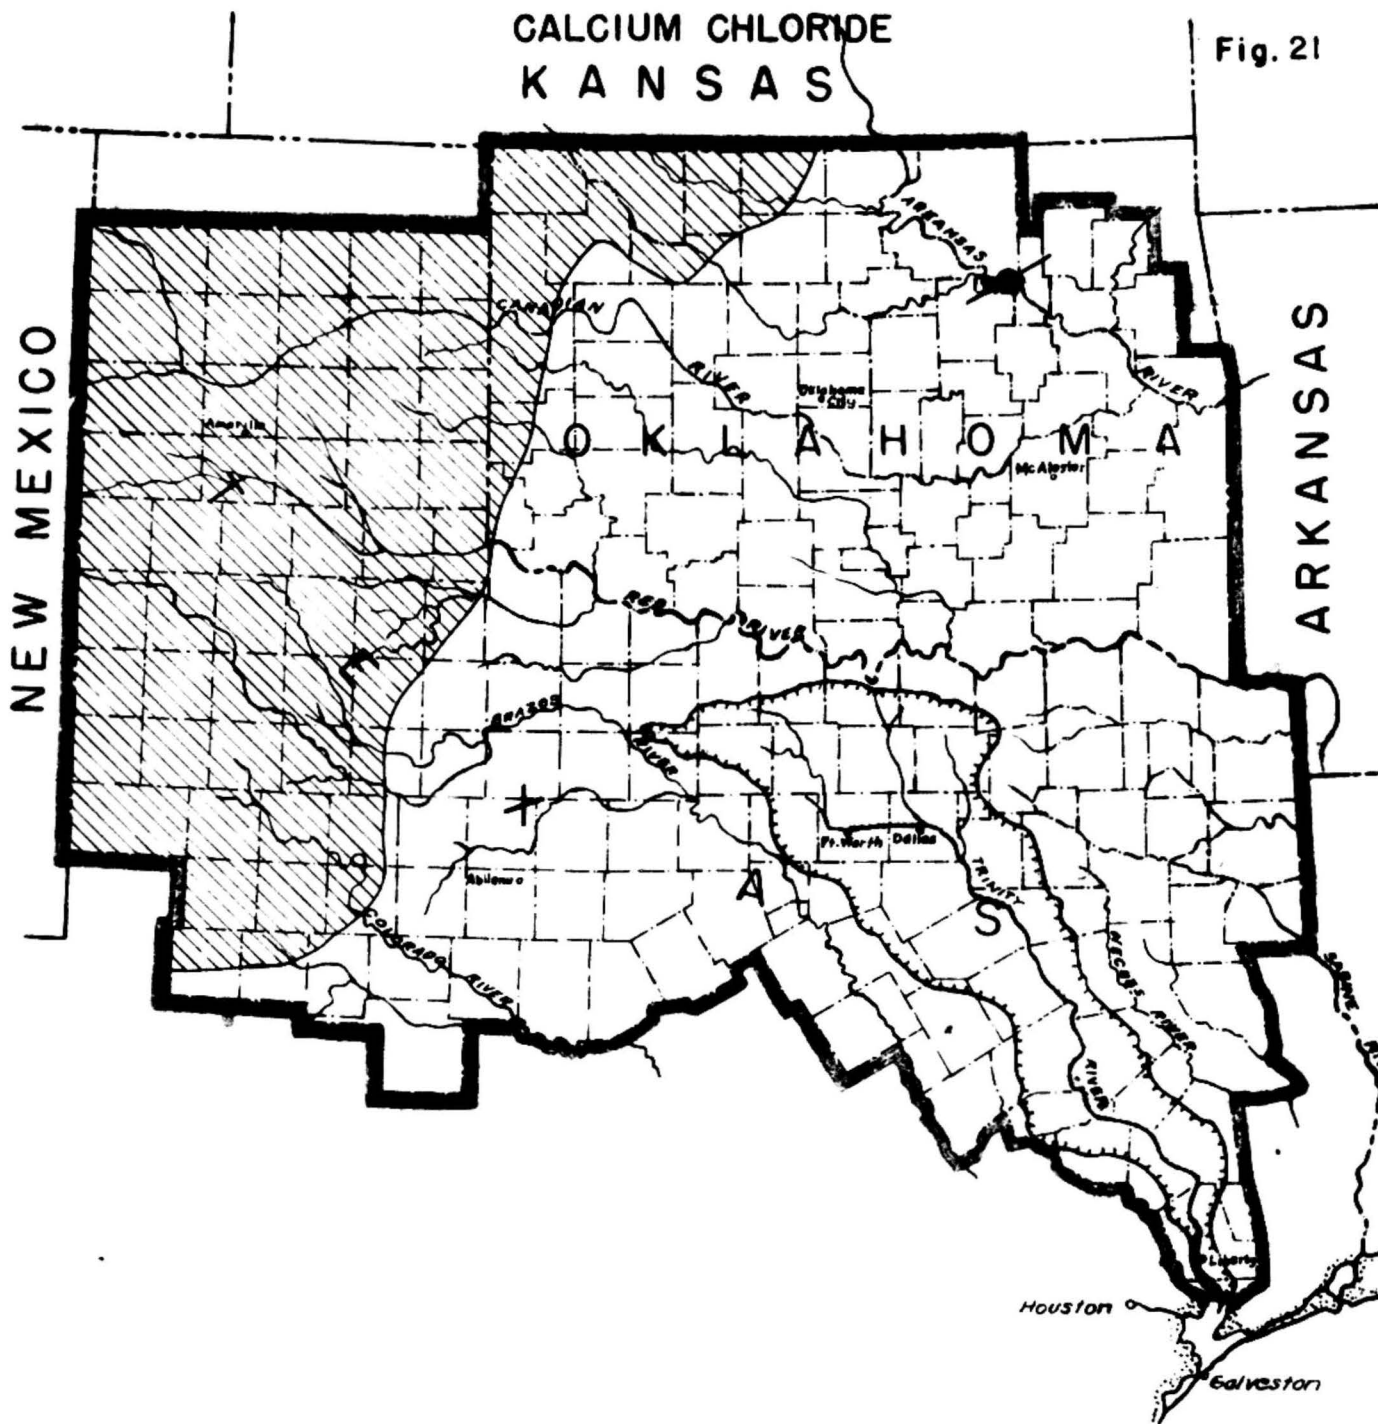 CALCIUM CHLORIDE
Fig. 21
KANSAS
ARKANSAS
RIVER
CANADIAN
RIVER
NEW MEXICO
ARKANSAS
Amarillo
Oklahoma
City
OKLAHOMA
McAlester
RED RIVER
BRAZOS
RIVER
Ft. Worth Dallas
Abilene
A
S
TRINITY
RIVER
NECHES
RIVER
COLORADO RIVER
SABINE
Liberty
Houston
Galveston